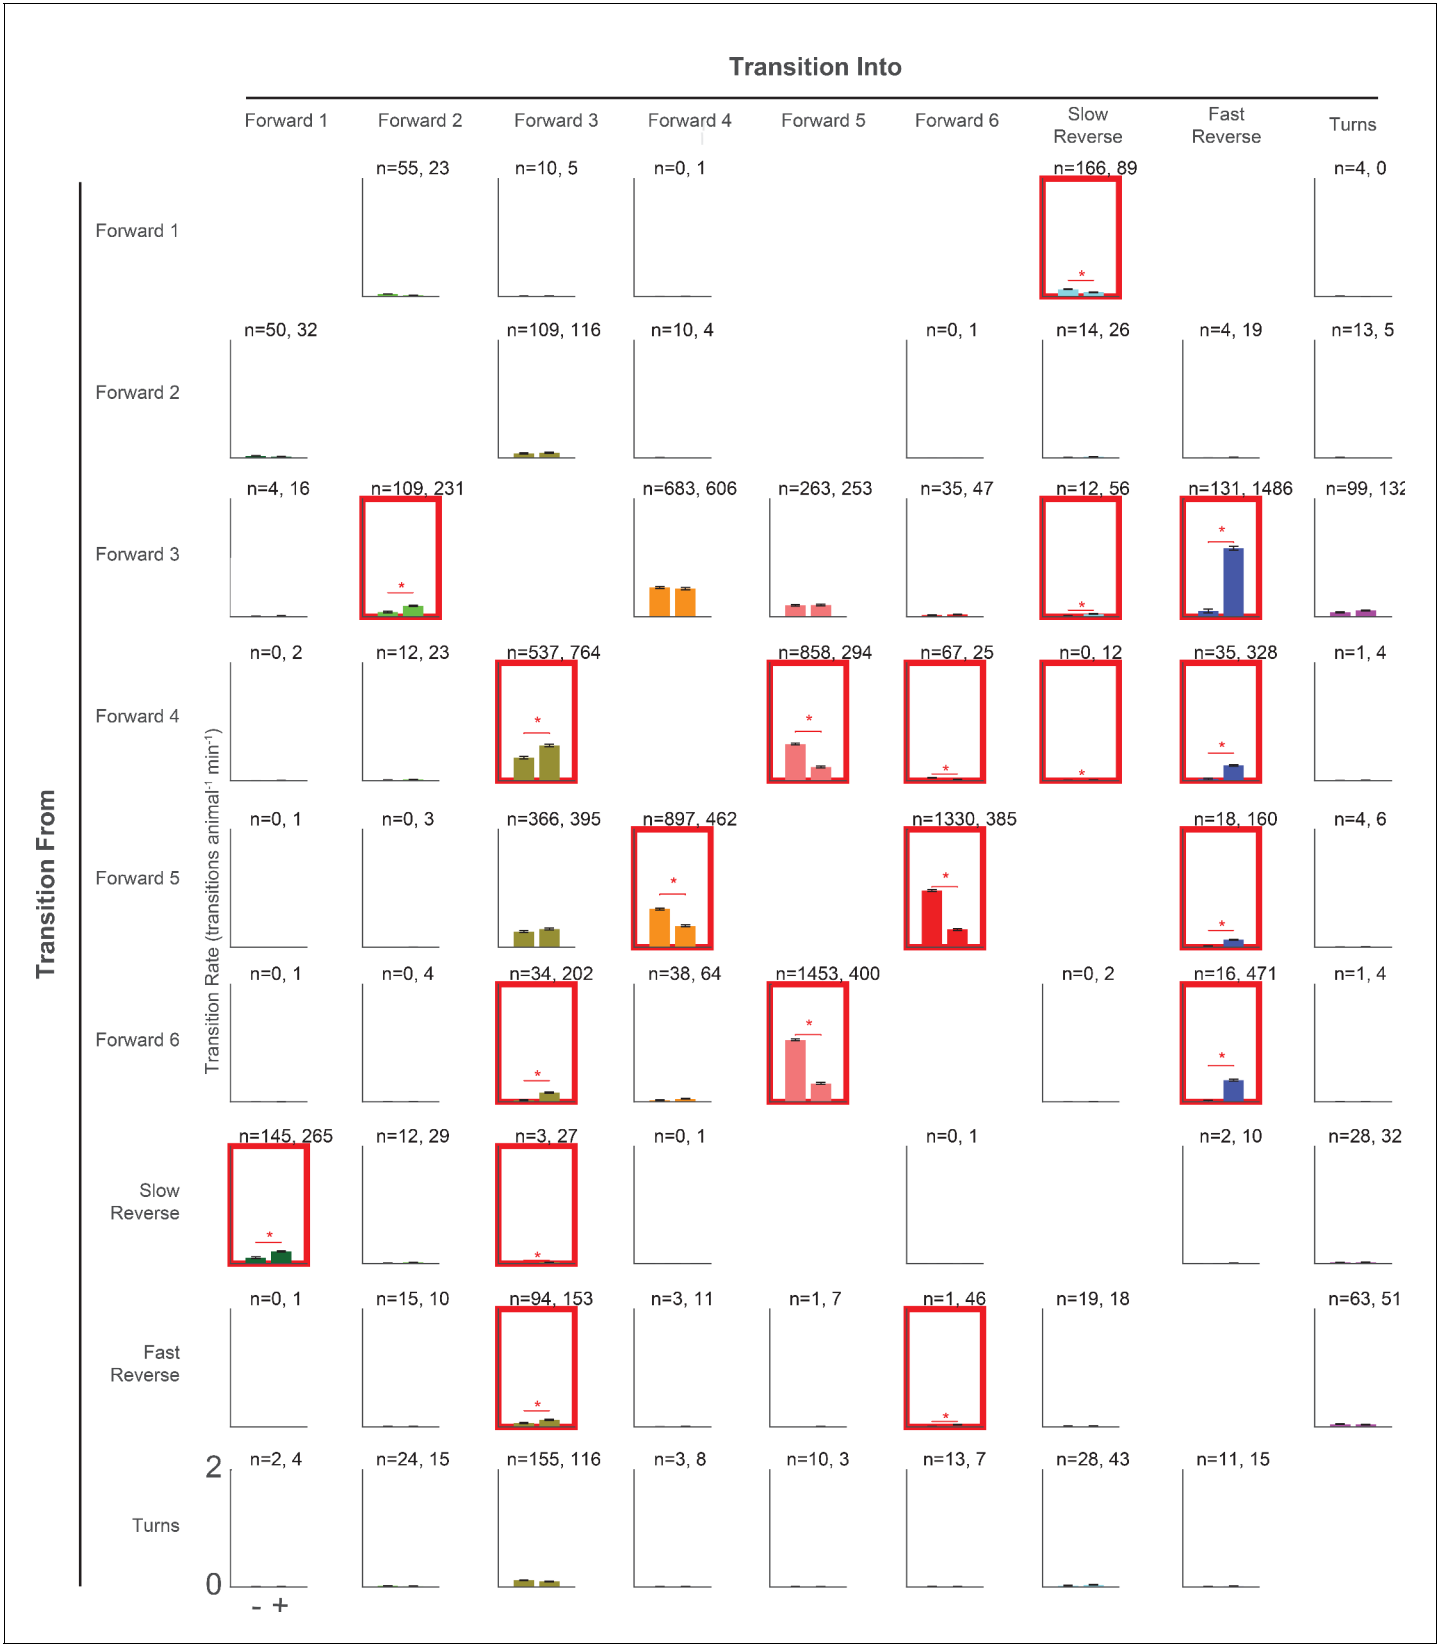 Transition Into
Forward 1 Forward 2 Forward 3 Forward 4 Forward 5 Forward 6 Slow Reverse Fast Reverse Turns
Transition From
Transition Rate (transitions animal-1 min-1)
Forward 1
n=55, 23 n=10, 5 n=0, 1 n=166, 89 n=4, 0
*
Forward 2
n=50, 32 n=109, 116 n=10, 4 n=0, 1 n=14, 26 n=4, 19 n=13, 5
Forward 3
n=4, 16 n=109, 231 n=683, 606 n=263, 253 n=35, 47 n=12, 56 n=131, 1486 n=99, 132
* * *
Forward 4
n=0, 2 n=12, 23 n=537, 764 n=858, 294 n=67, 25 n=0, 12 n=35, 328 n=1, 4
* * * * *
Forward 5
n=0, 1 n=0, 3 n=366, 395 n=897, 462 n=1330, 385 n=18, 160 n=4, 6
* * *
Forward 6
n=0, 1 n=0, 4 n=34, 202 n=38, 64 n=1453, 400 n=0, 2 n=16, 471 n=1, 4
* * *
Slow Reverse
n=145, 265 n=12, 29 n=3, 27 n=0, 1 n=0, 1 n=2, 10 n=28, 32
* *
Fast Reverse
n=0, 1 n=15, 10 n=94, 153 n=3, 11 n=1, 7 n=1, 46 n=19, 18 n=63, 51
* *
Turns
n=2, 4 n=24, 15 n=155, 116 n=3, 8 n=10, 3 n=13, 7 n=28, 43 n=11, 15
2
0
- +